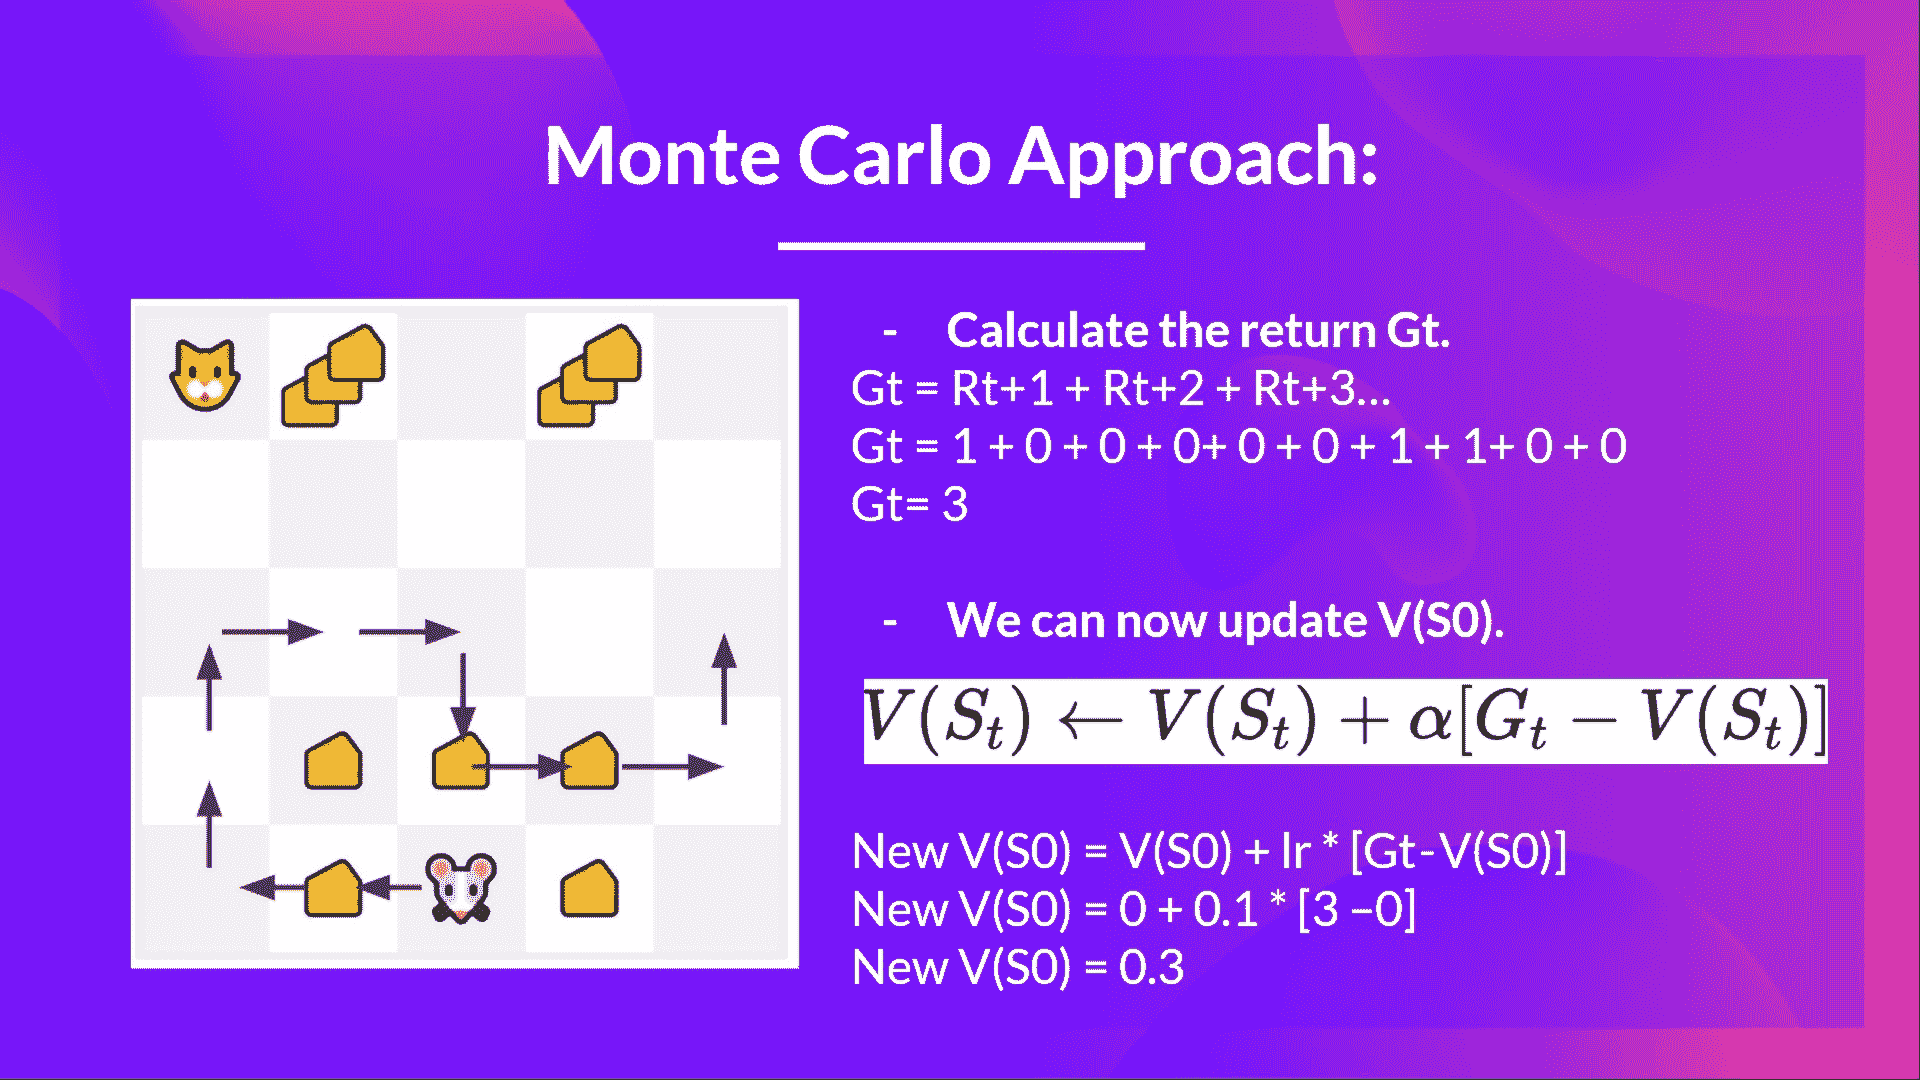 Monte Carlo Approach:
- Calculate the return Gt.
Gt = Rt+1 + Rt+2 + Rt+3...
Gt = 1 + 0 + 0 + 0+ 0 + 0 + 1 + 1+ 0 + 0
Gt= 3
- We can now update V(S0).
V(S_t) ← V(S_t) + α[G_t − V(S_t)]
New V(S0) = V(S0) + lr * [Gt-V(S0)]
New V(S0) = 0 + 0.1 * [3 –0]
New V(S0) = 0.3